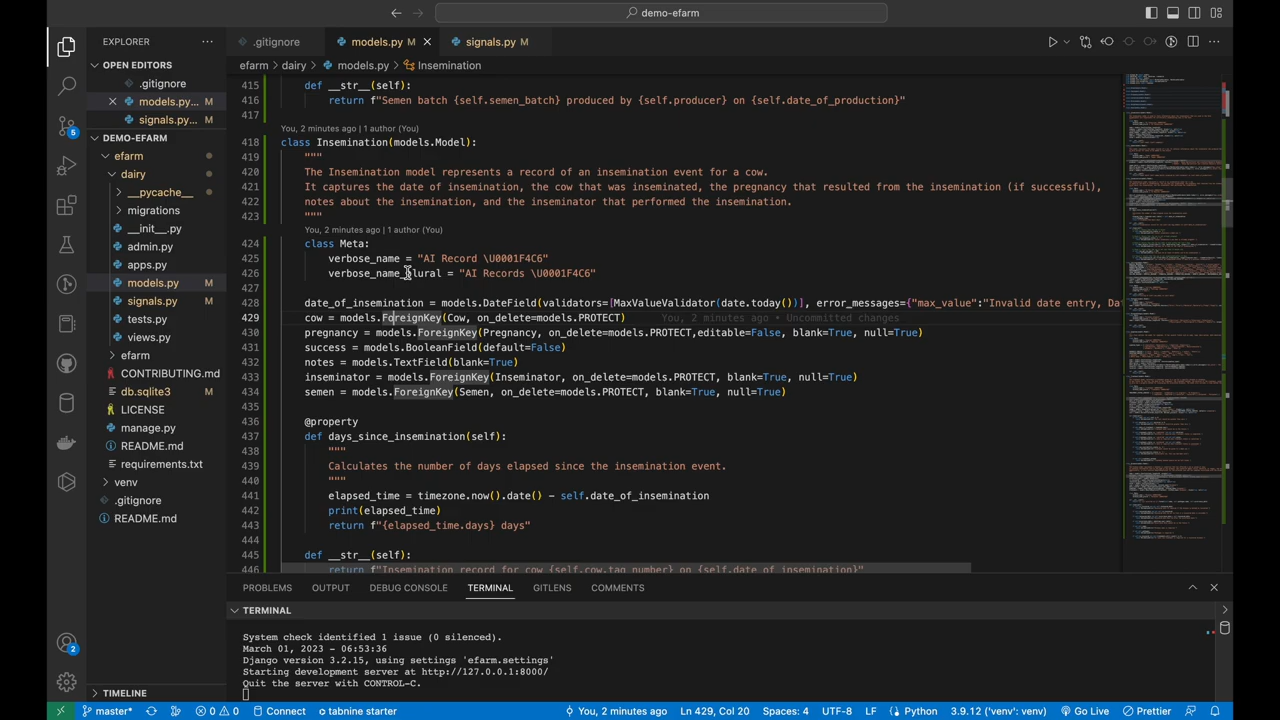 demo-efarm
EXPLORER
OPEN EDITORS
.gitignore
models.py... M
signals.py... M
DEMO-EFARM
efarm
dairy
__pycache__
migrations
__init__.py
admin.py
apps.py
models.py M
signals.py M
tests.py
views.py
efarm
CONTRIBUTING.md
db.sqlite3 M
LICENSE
manage.py
README.md
requirements.txt
venv
.gitignore
README.md
TIMELINE
.gitignore models.py M signals.py M
efarm > dairy > models.py > Insemination
415 def __str__(self):
416 return f"Semen batch {self.semen_batch} produced by {self.producer} on {self.date_of_production}"
417
You, 2 minutes ago | 1 author (You)
418 class Insemination(models.Model):
419 """
420 The Insemination model represents the record of an insemination event for a cow.
421 It captures the date of insemination, the cow that was inseminated, the pregnancy that resulted from the insemination (if successful),
422 notes about the insemination, and the inseminator that performed the insemination.
423 """
You, 2 minutes ago | 1 author (You)
424 class Meta:
425 verbose_name = "AI Record \U0001F4C6"
426 verbose_name_plural = "AI Records \U0001F4C6"
427
428 date_of_insemination = models.DateField(validators=[MaxValueValidator(date.today())], error_messages={"max_value":"Invalid date entry, Da
429 cow = models.ForeignKey(Cow, on_delete=models.PROTECT) You, 2 minutes ago • Uncommitted changes
430 pregnancy = models.ForeignKey(Pregnancy, on_delete=models.PROTECT,editable=False, blank=True, null=True)
431 success = models.BooleanField(default=False)
432 notes = models.TextField(blank=True)
433 inseminator = models.ForeignKey(Inseminator, on_delete=models.PROTECT, blank=True, null=True)
434 semen = models.ForeignKey(Semen, on_delete=models.PROTECT, blank=True, null=True)
435
436 @property
437 def days_since_insemination(self):
438 """
439 Calculates the number of days elapsed since the insemination event.
440 """
441 elapsed_time = timezone.now().date() - self.date_of_insemination
442 print(elapsed_time)
443 return f"{elapsed_time.days} days"
444
445 def __str__(self):
446 return f"Insemination record for cow {self.cow.tag_number} on {self.date_of_insemination}"
PROBLEMS OUTPUT DEBUG CONSOLE TERMINAL GITLENS COMMENTS
TERMINAL
System check identified 1 issue (0 silenced).
March 01, 2023 - 06:53:36
Django version 3.2.15, using settings 'efarm.settings'
Starting development server at http://127.0.0.1:8000/
Quit the server with CONTROL-C.
5
2
master* 0 0 Connect tabnine starter You, 2 minutes ago Ln 429, Col 20 Spaces: 4 UTF-8 LF Python 3.9.12 ('venv': venv) Go Live Prettier